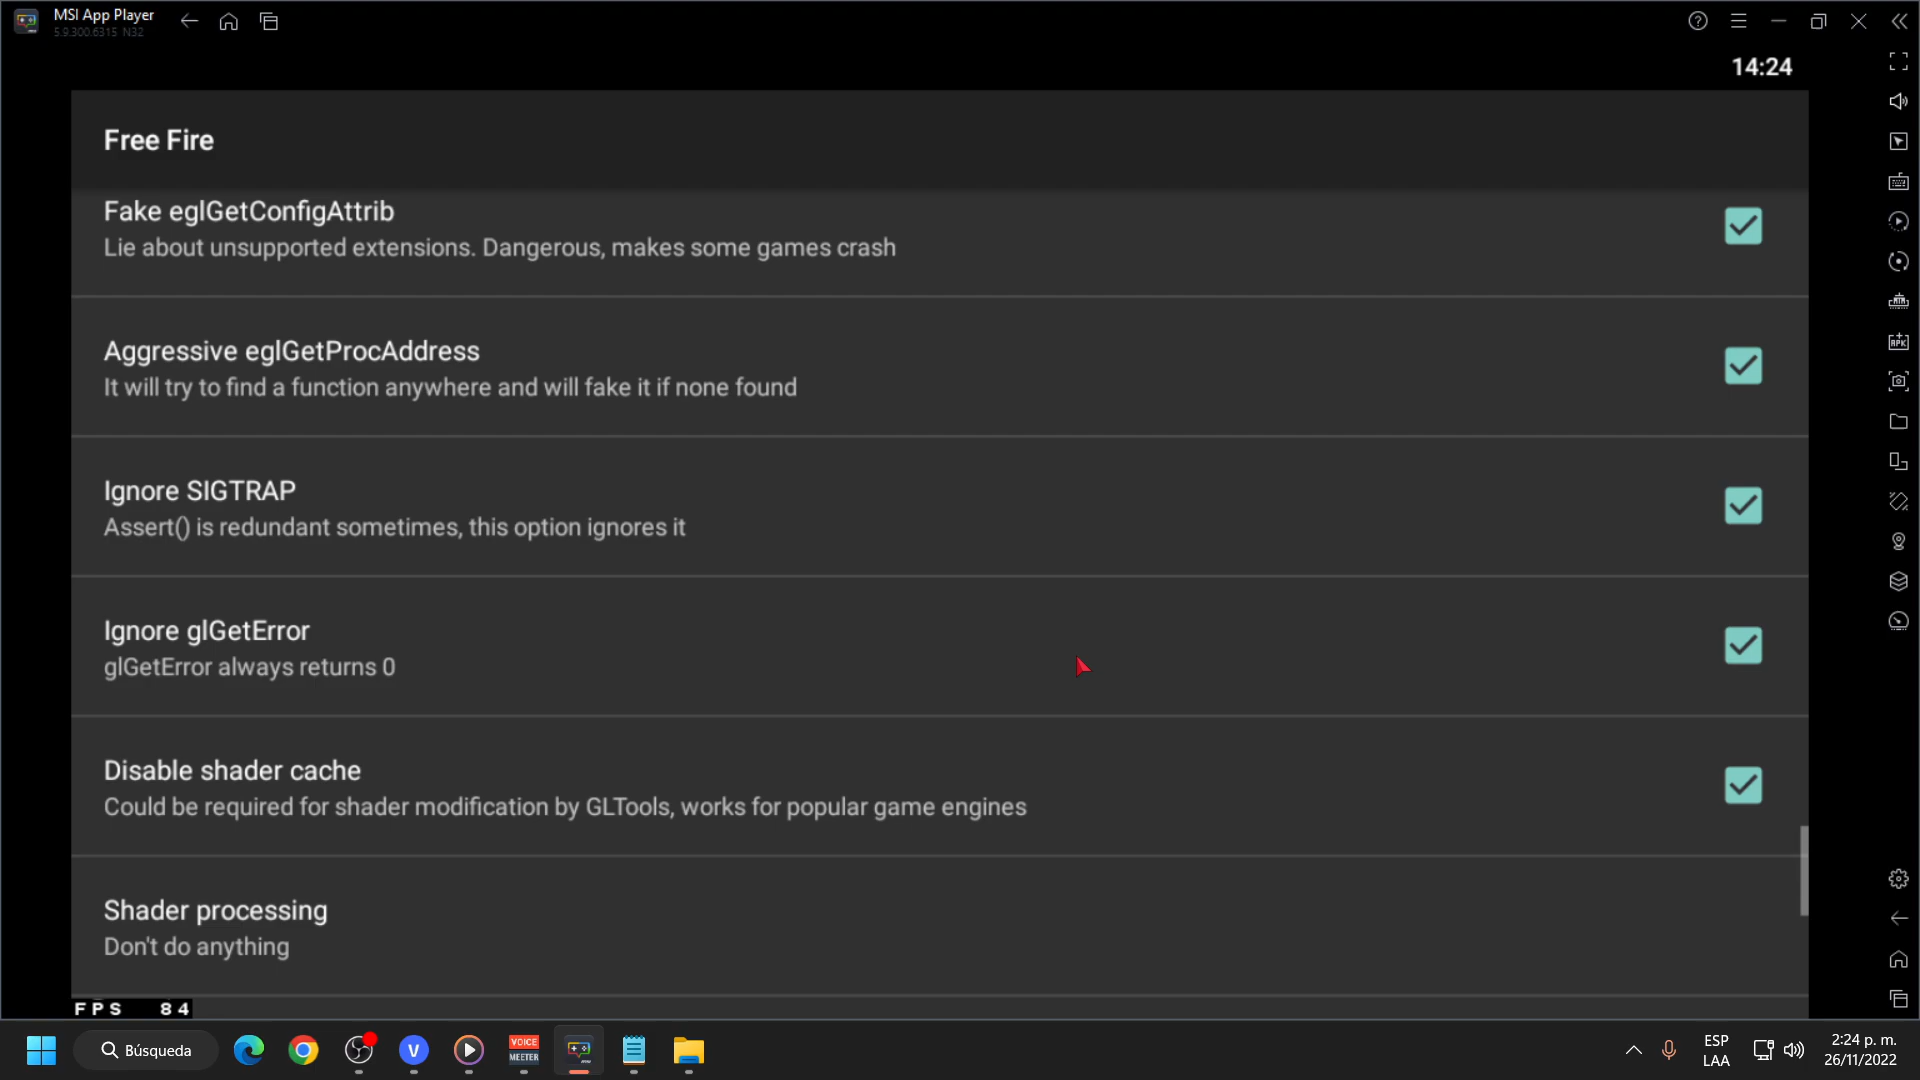 MSI App Player
5.9.300.6315 N32
14:24
Free Fire
Fake eglGetConfigAttrib
Lie about unsupported extensions. Dangerous, makes some games crash
Aggressive eglGetProcAddress
It will try to find a function anywhere and will fake it if none found
Ignore SIGTRAP
Assert() is redundant sometimes, this option ignores it
Ignore glGetError
glGetError always returns 0
Disable shader cache
Could be required for shader modification by GLTools, works for popular game engines
Shader processing
Don't do anything
FPS 84
Búsqueda
V
VOICE
MEETER
ESP
LAA
2:24 p. m.
26/11/2022